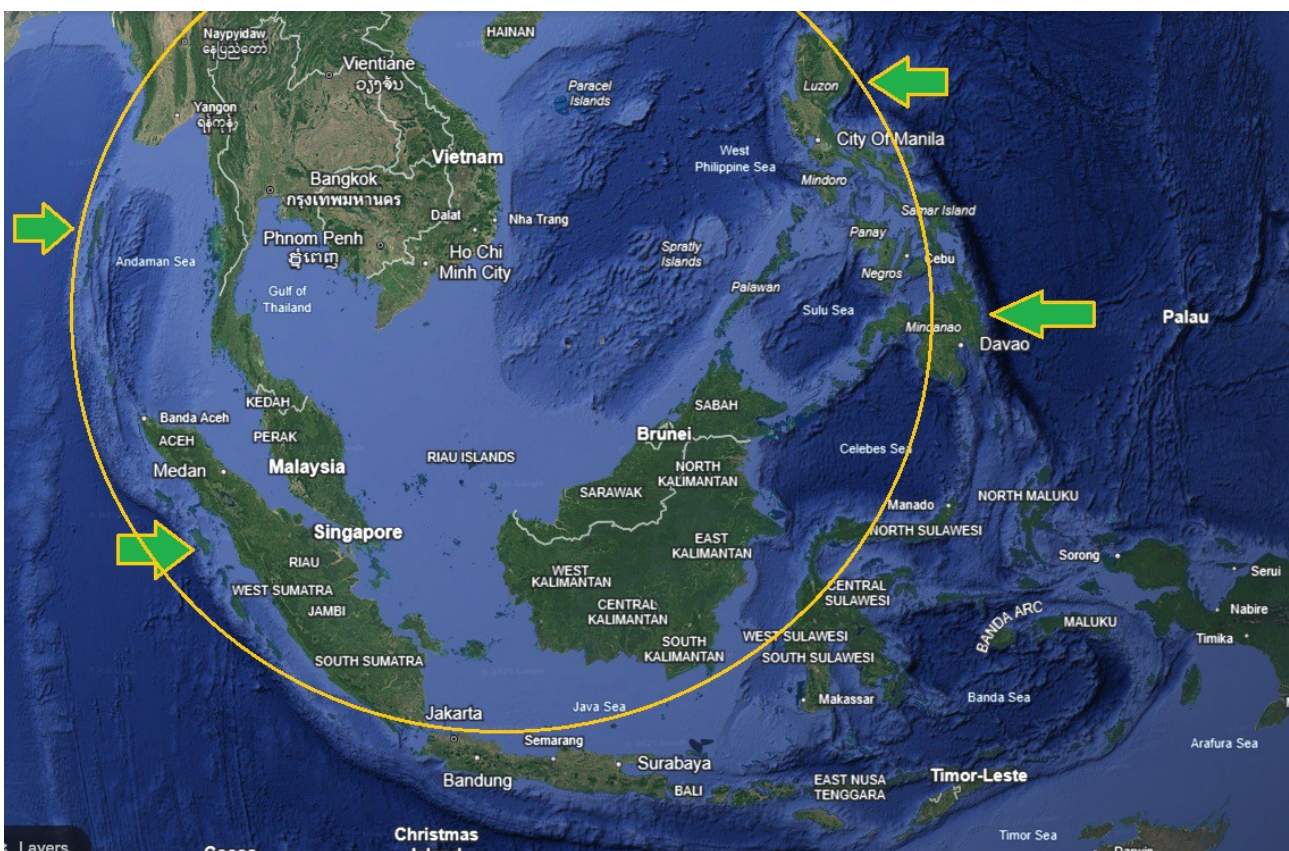 Naypyidaw
နေပြည်တော်
HAINAN
Vientiane
ວຽງຈັນ
Paracel
Islands
Luzon
Yangon
ရန်ကုန်
City Of Manila
Vietnam
West
Philippine Sea
Bangkok
กรุงเทพมหานคร
Mindoro
Dalat
Nha Trang
Samar Island
Phnom Penh
ភ្នំពេញ
Ho Chi
Minh City
Spratly
Islands
Panay
Cebu
Andaman Sea
Negros
Gulf of
Thailand
Palawan
Sulu Sea
Palau
Mindanao
Davao
KEDAH
SABAH
Banda Aceh
ACEH
PERAK
Brunei
Celebes Sea
Medan
Malaysia
RIAU ISLANDS
NORTH
KALIMANTAN
SARAWAK
NORTH MALUKU
Manado
NORTH SULAWESI
Singapore
EAST
KALIMANTAN
Sorong
RIAU
WEST
KALIMANTAN
Serui
WEST SUMATRA
CENTRAL
SULAWESI
JAMBI
CENTRAL
KALIMANTAN
Nabire
BANDA ARC
MALUKU
WEST SULAWESI
Timika
SOUTH
KALIMANTAN
SOUTH SUMATRA
SOUTH SULAWESI
Makassar
Banda Sea
Jakarta
Java Sea
Semarang
Arafura Sea
Bandung
Surabaya
BALI
EAST NUSA
TENGGARA
Timor-Leste
Christmas
Timor Sea
Layers